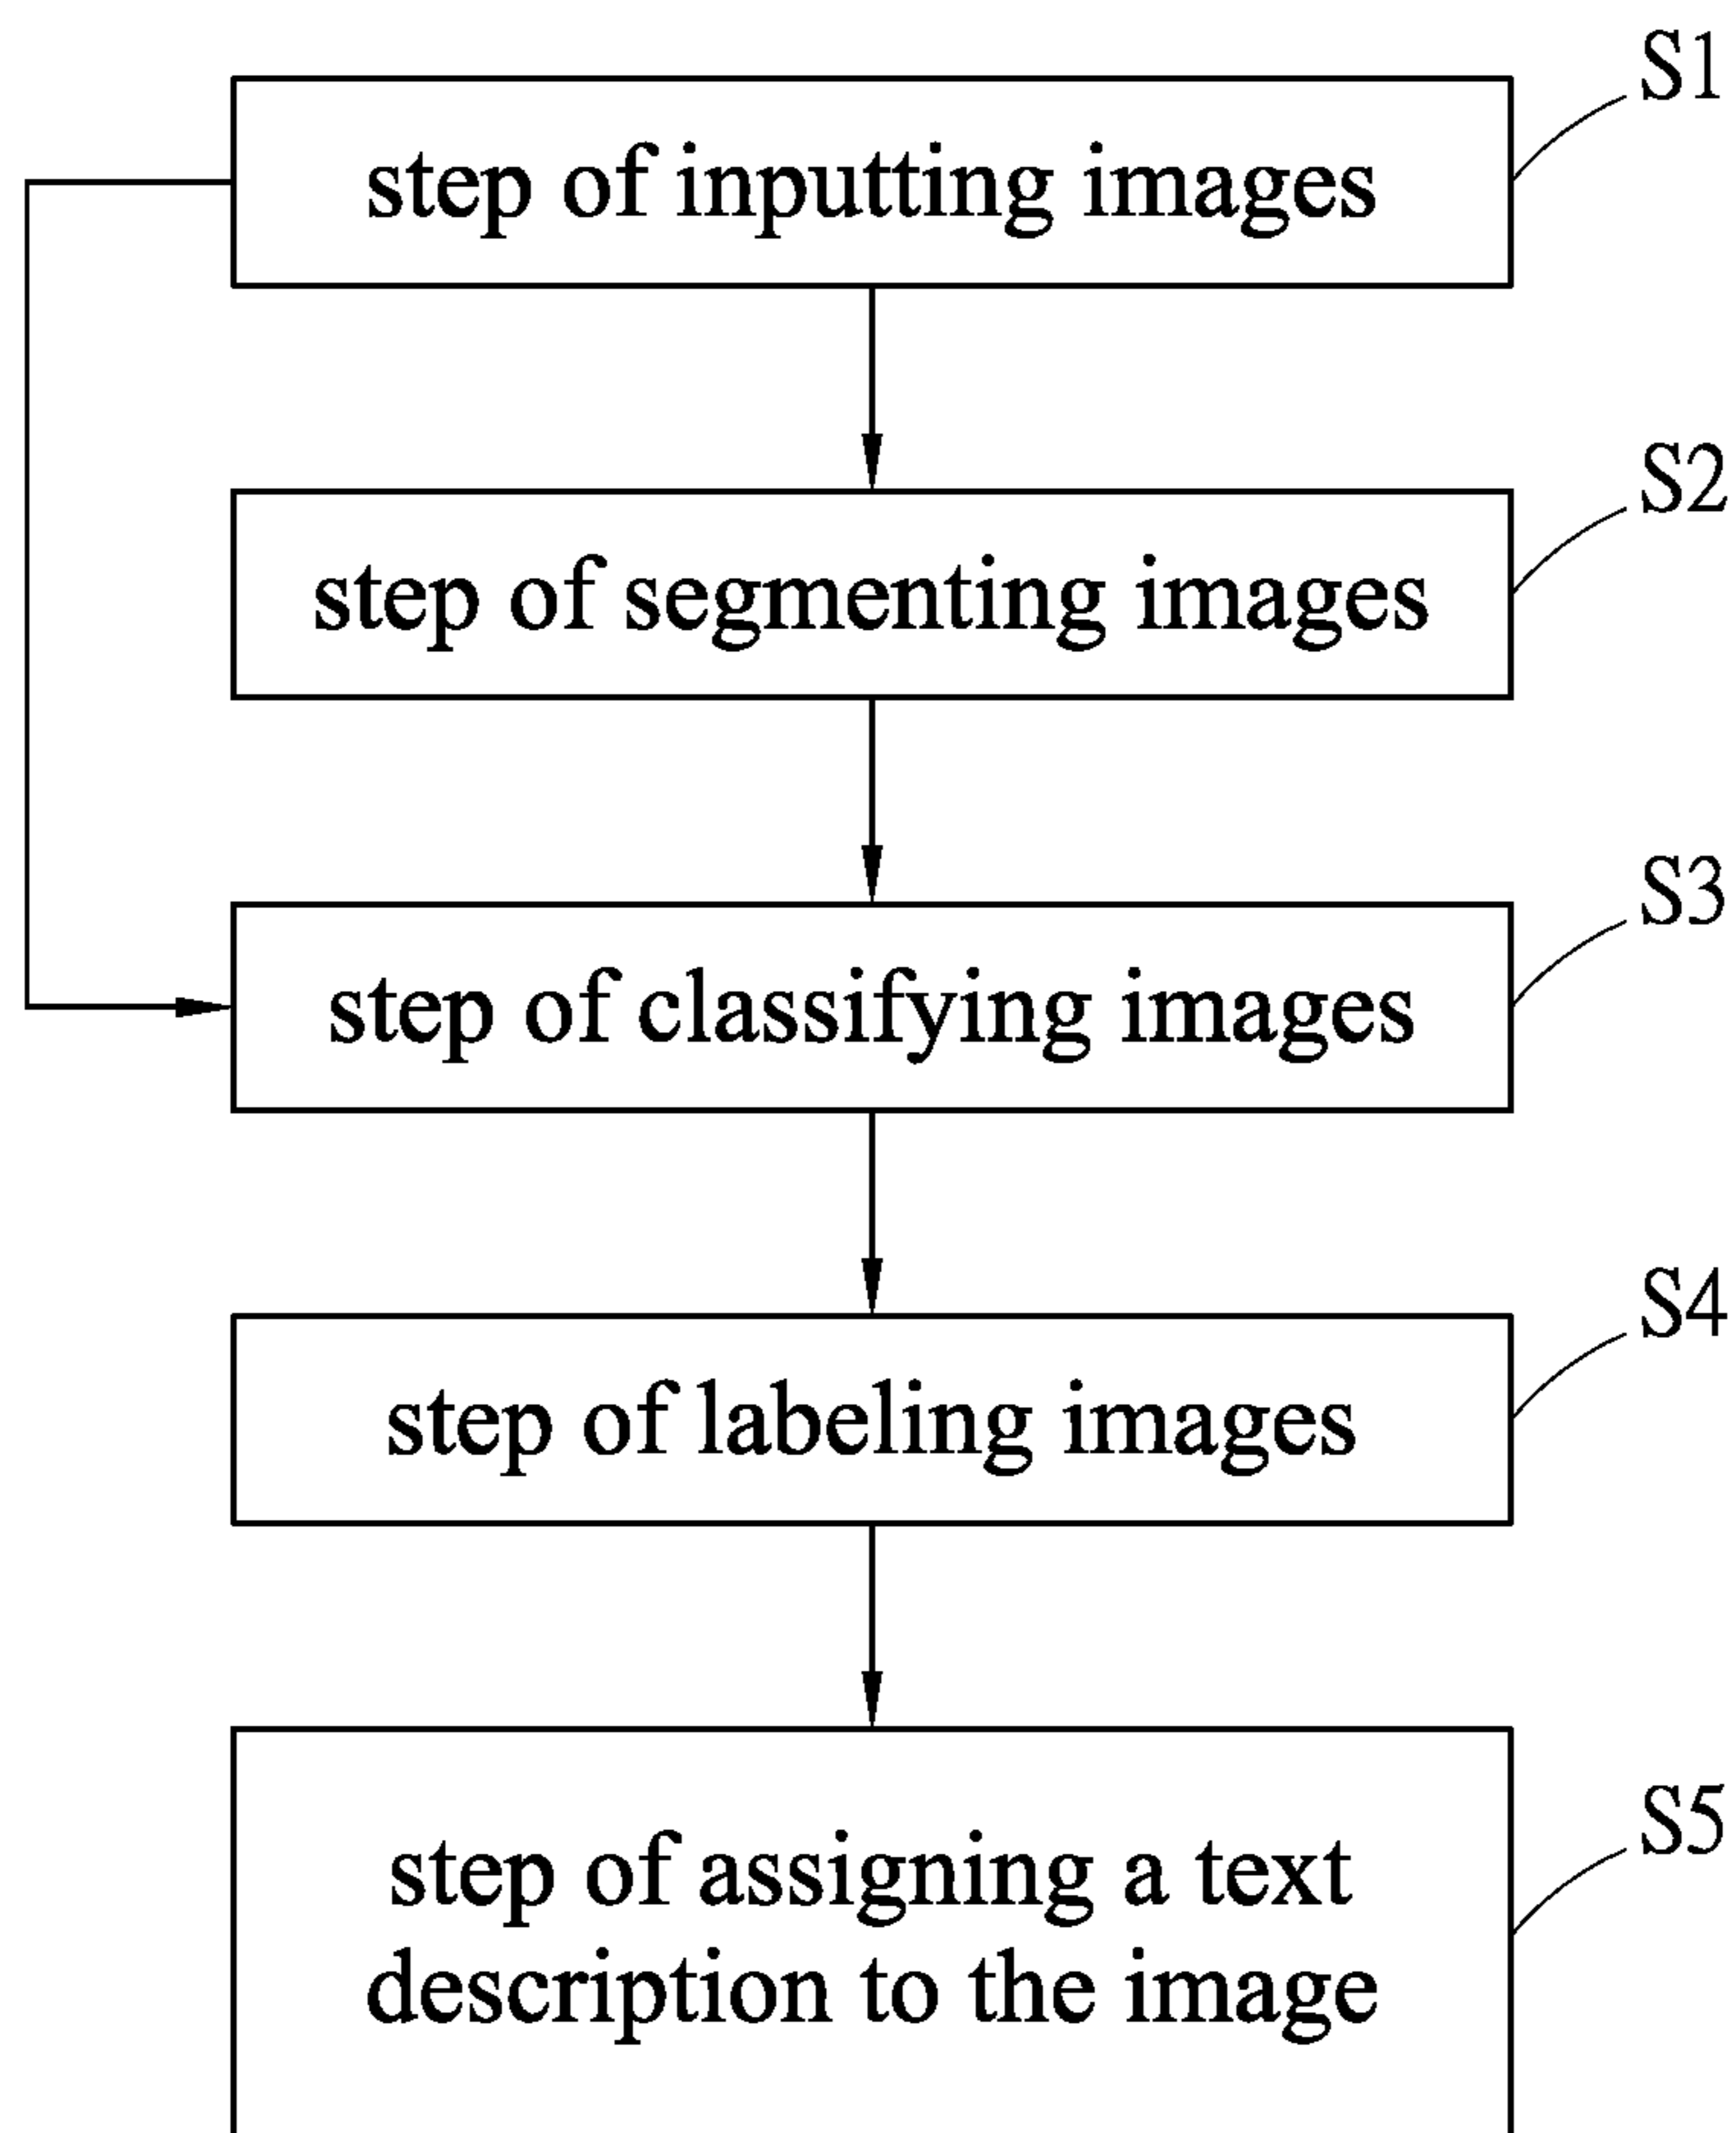 S1
step of inputting images
S2
step of segmenting images
S3
step of classifying images
S4
step of labeling images
S5
step of assigning a text
description to the image